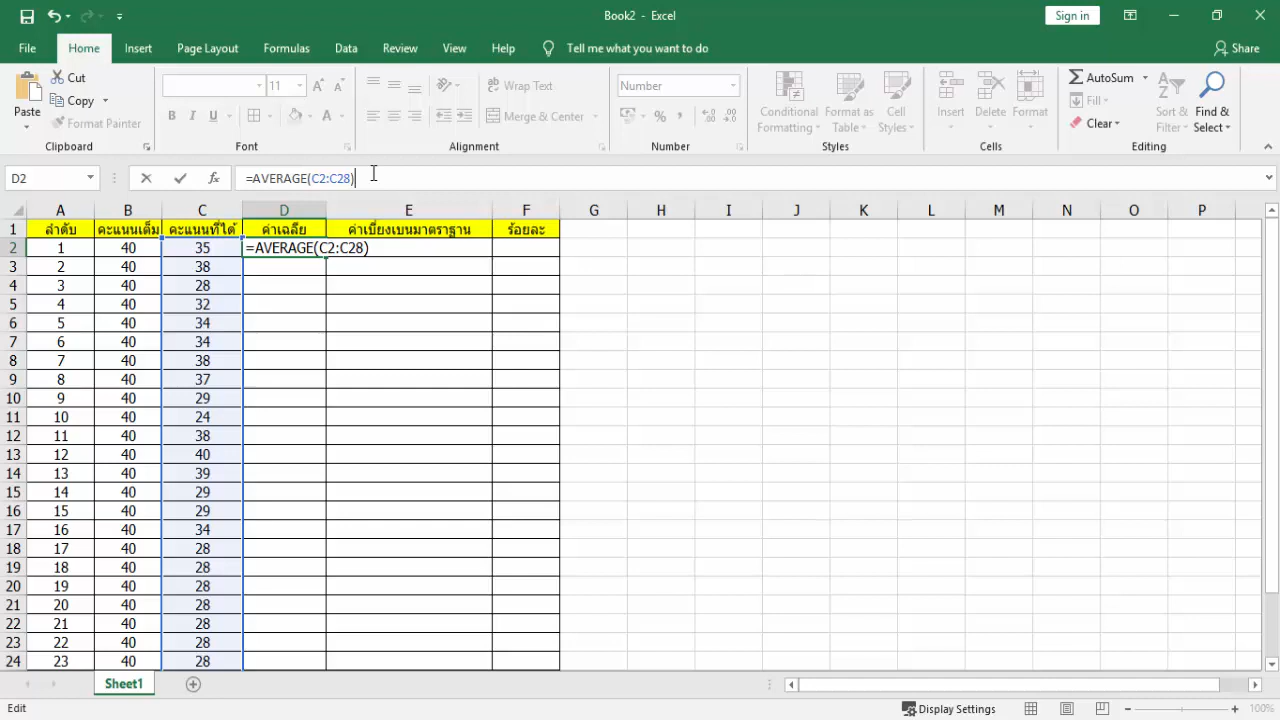 Book2 - Excel
Sign in
File Home Insert Page Layout Formulas Data Review View Help Tell me what you want to do Share
Paste
Cut
Copy
Format Painter
Clipboard
11
Font
Wrap Text
Merge & Center
Alignment
Number
Number
Conditional Formatting
Format as Table
Cell Styles
Styles
Insert Delete Format
Cells
AutoSum
Fill
Clear
Sort & Filter
Find & Select
Editing
D2 =AVERAGE(C2:C28)
A B C D E F G H I J K L M N O P
1 ลำดับ คะแนนเต็ม คะแนนที่ได้ ค่าเฉลี่ย ค่าเบี่ยงเบนมาตราฐาน ร้อยละ
2 1 40 35 =AVERAGE(C2:C28)
3 2 40 38
4 3 40 28
5 4 40 32
6 5 40 34
7 6 40 34
8 7 40 38
9 8 40 37
10 9 40 29
11 10 40 24
12 11 40 38
13 12 40 40
14 13 40 39
15 14 40 29
16 15 40 29
17 16 40 34
18 17 40 28
19 18 40 28
20 19 40 28
21 20 40 28
22 21 40 28
23 22 40 28
24 23 40 28
Sheet1
Edit Display Settings 100%